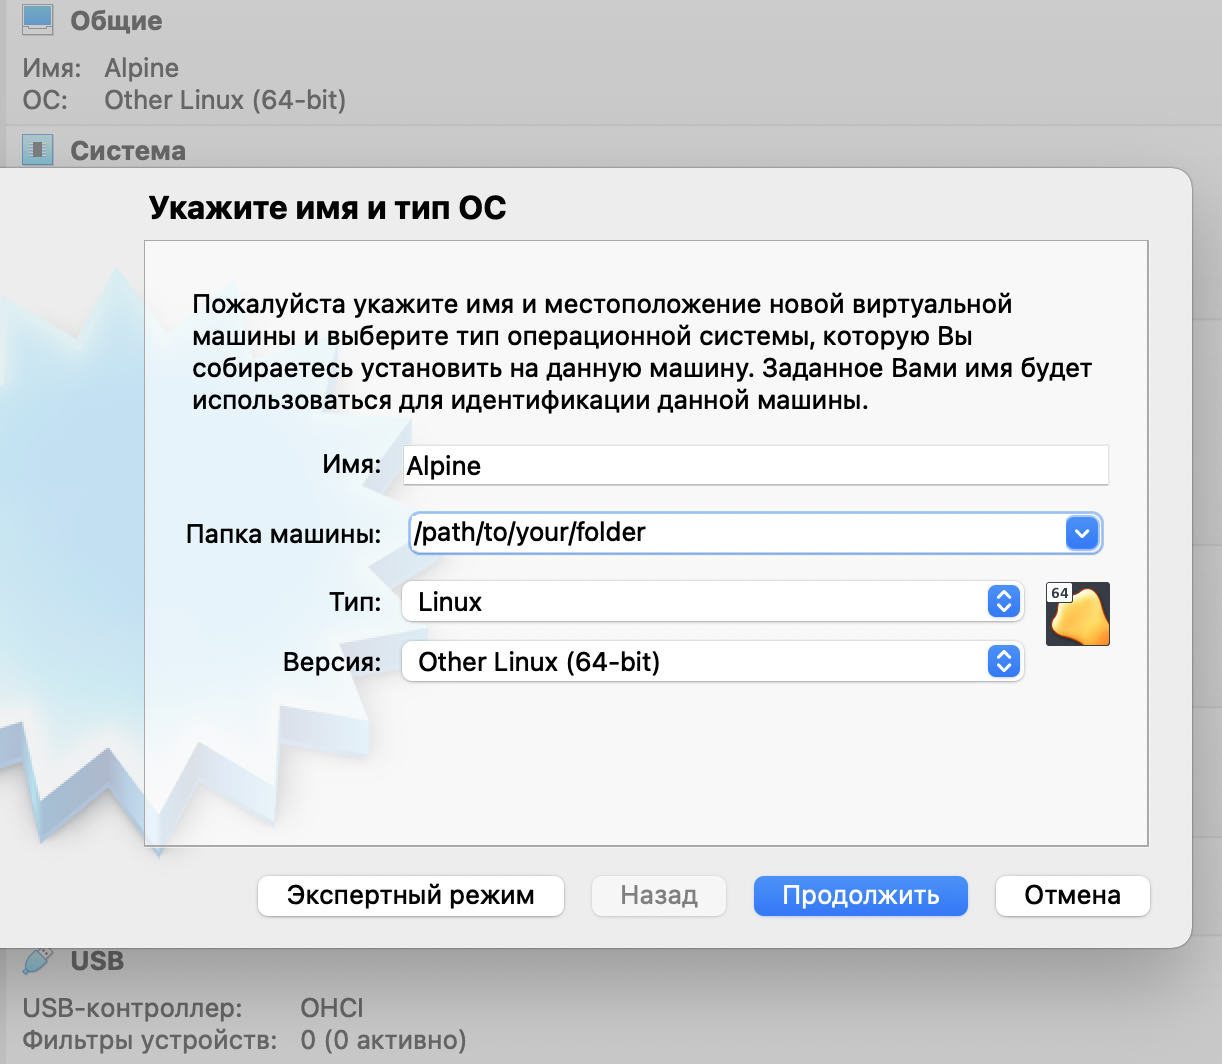 Общие
Имя: Alpine
ОС: Other Linux (64-bit)
Система
Укажите имя и тип ОС
Пожалуйста укажите имя и местоположение новой виртуальной
машины и выберите тип операционной системы, которую Вы
собираетесь установить на данную машину. Заданное Вами имя будет
использоваться для идентификации данной машины.
Имя: Alpine
Папка машины: /path/to/your/folder
Тип: Linux
64
Версия: Other Linux (64-bit)
Экспертный режим Назад Продолжить Отмена
USB
USB-контроллер: OHCI
Фильтры устройств: 0 (0 активно)